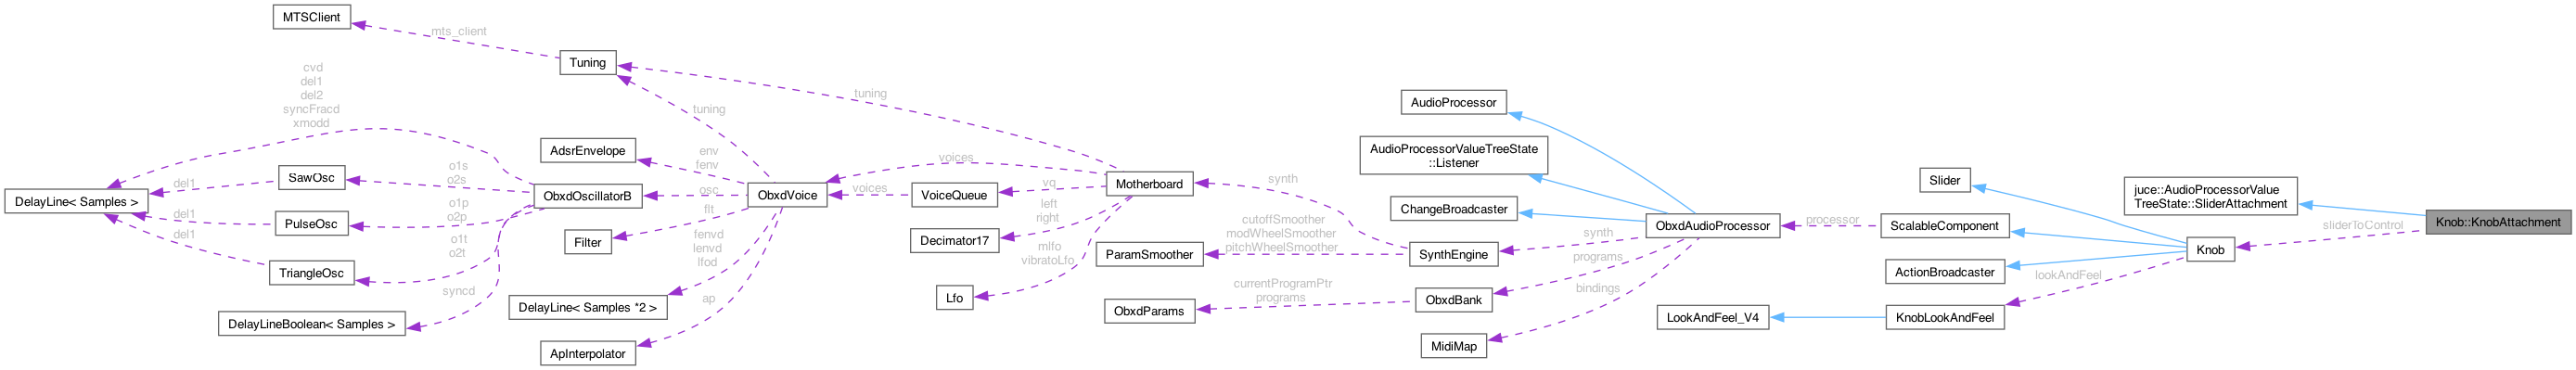 MTSClient
mts_client
Tuning
cvd
del1
del2
syncFracd
xmodd
tuning
tuning
AudioProcessor
AudioProcessorValueTreeState
::Listener
AdsrEnvelope
env
fenv
voices
o1s
o2s
SawOsc
del1
DelayLine< Samples >
ObxdOscillatorB
osc
ObxdVoice
voices
VoiceQueue
vq
Motherboard
synth
Slider
juce::AudioProcessorValue
TreeState::SliderAttachment
ChangeBroadcaster
o1p
o2p
PulseOsc
del1
flt
Filter
left
right
Decimator17
cutoffSmoother
modWheelSmoother
pitchWheelSmoother
ParamSmoother
SynthEngine
synth
programs
ObxdAudioProcessor
processor
ScalableComponent
Knob
sliderToControl
Knob::KnobAttachment
del1
o1t
o2t
TriangleOsc
fenvd
lenvd
lfod
mlfo
vibratoLfo
ActionBroadcaster
lookAndFeel
syncd
ap
DelayLine< Samples *2 >
Lfo
currentProgramPtr
programs
ObxdParams
ObxdBank
bindings
DelayLineBoolean< Samples >
LookAndFeel_V4
KnobLookAndFeel
ApInterpolator
MidiMap